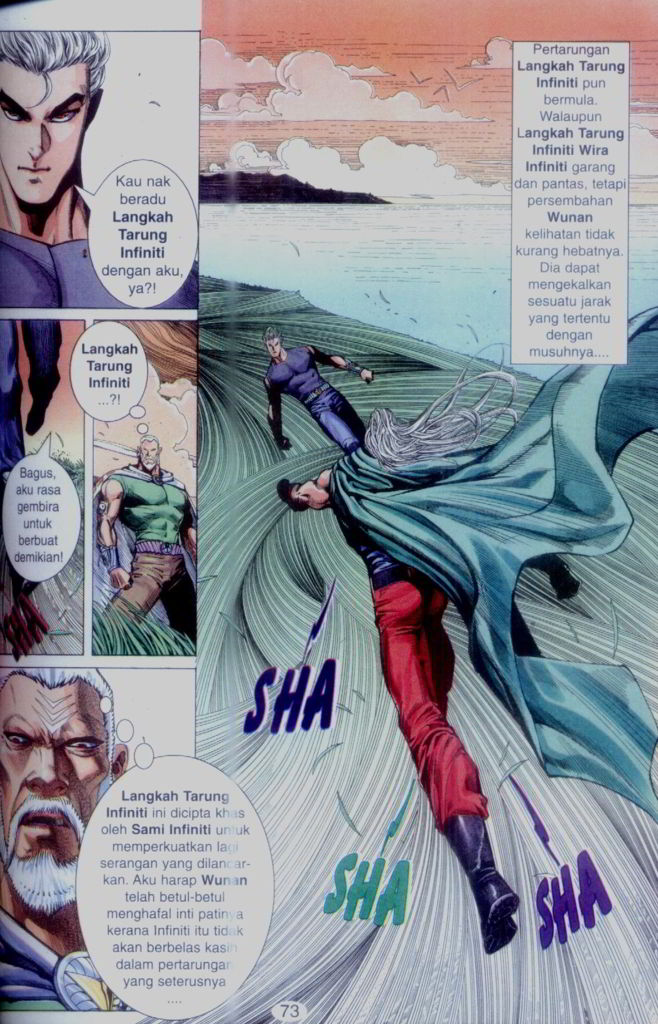 Kau nak
beradu
Langkah
Tarung
Infiniti
dengan aku,
ya?!
Langkah
Tarung
Infiniti
...?!
Bagus,
aku rasa
gembira
untuk
berbuat
demikian!
Langkah Tarung
Infiniti ini dicipta khas
oleh Sami Infiniti untuk
memperkuatkan lagi
serangan yang dilancar-
kan. Aku harap Wunan
telah betul-betul
menghafal inti patinya
kerana Infiniti itu tidak
akan berbelas kasih
dalam pertarungan
yang seterusnya
....
Pertarungan
Langkah Tarung
Infiniti pun
bermula.
Walaupun
Langkah Tarung
Infiniti Wira
Infiniti garang
dan pantas, tetapi
persembahan
Wunan
kelihatan tidak
kurang hebatnya.
Dia dapat
mengekalkan
sesuatu jarak
yang tertentu
dengan
musuhnya....
SHA
SHA
SHA
73